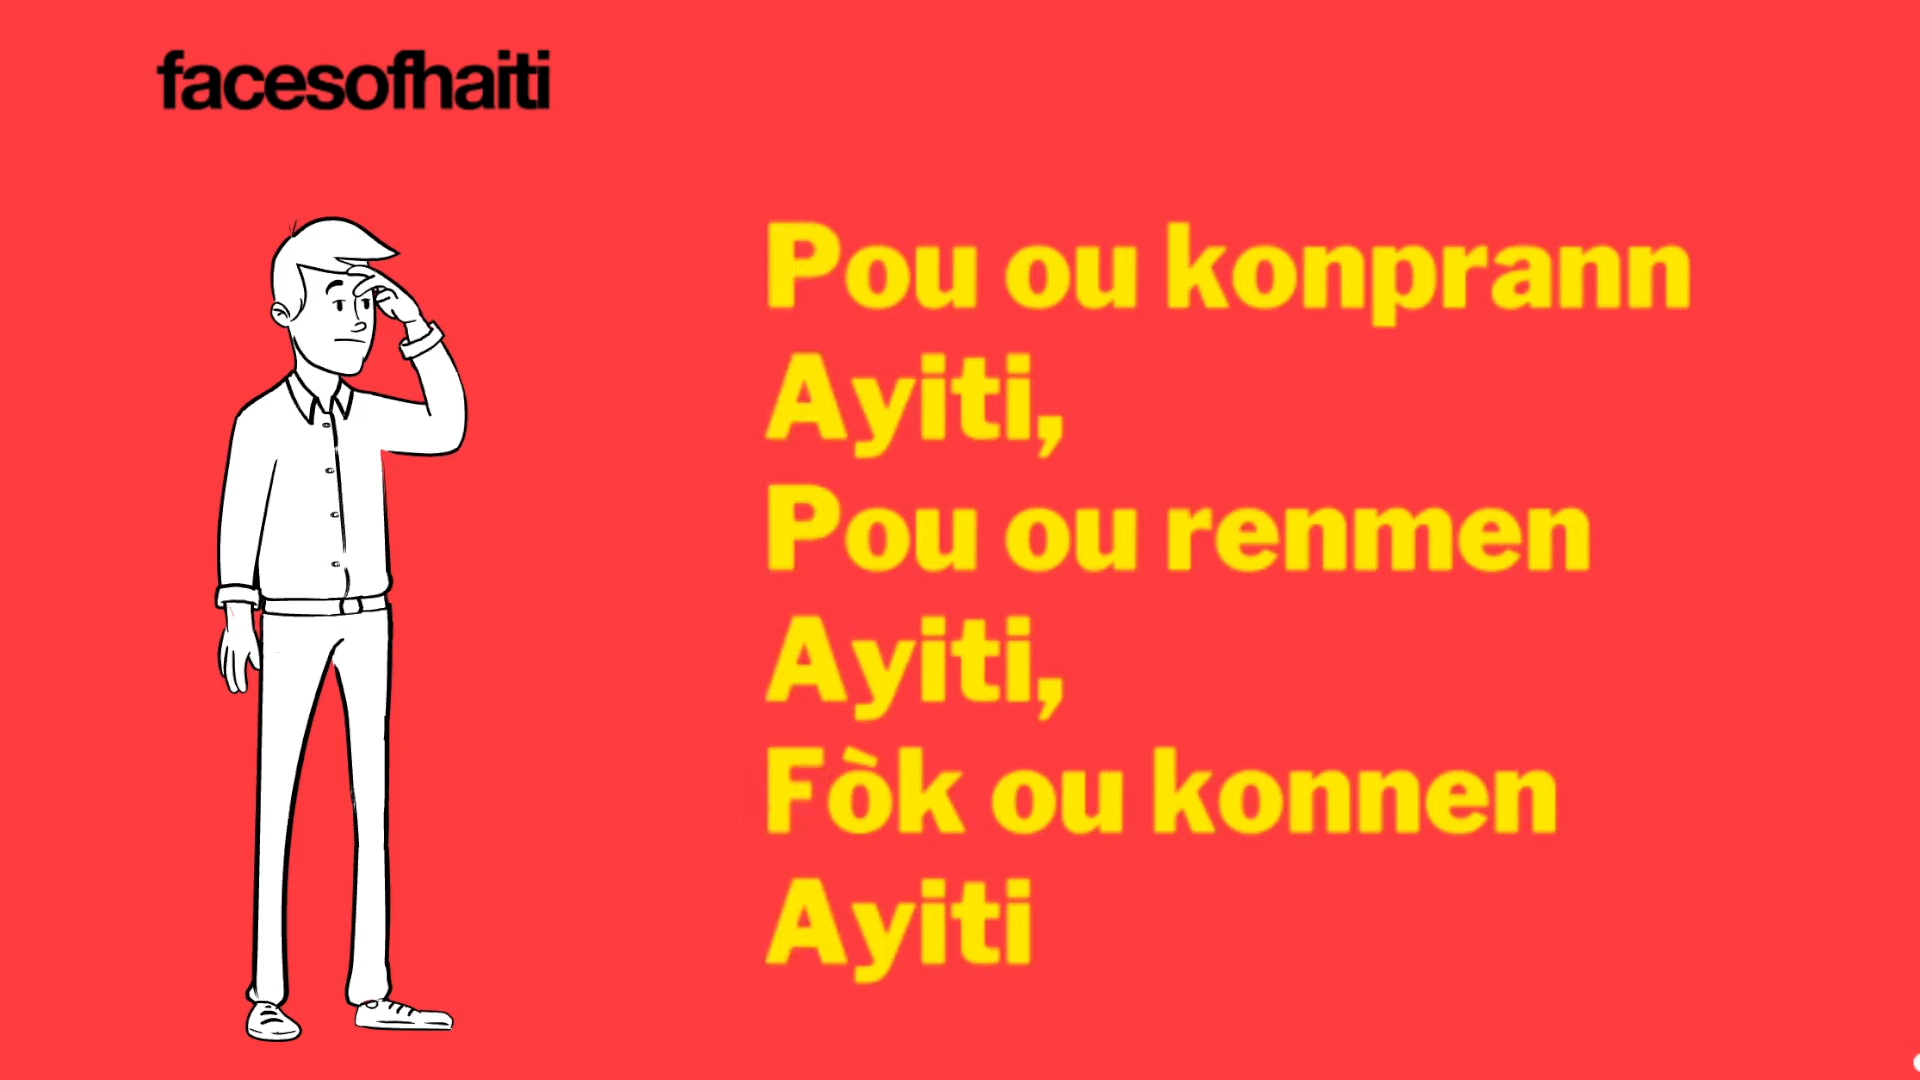 facesofhaiti
Pou ou konprann
Ayiti,
Pou ou renmen
Ayiti,
Fòk ou konnen
Ayiti